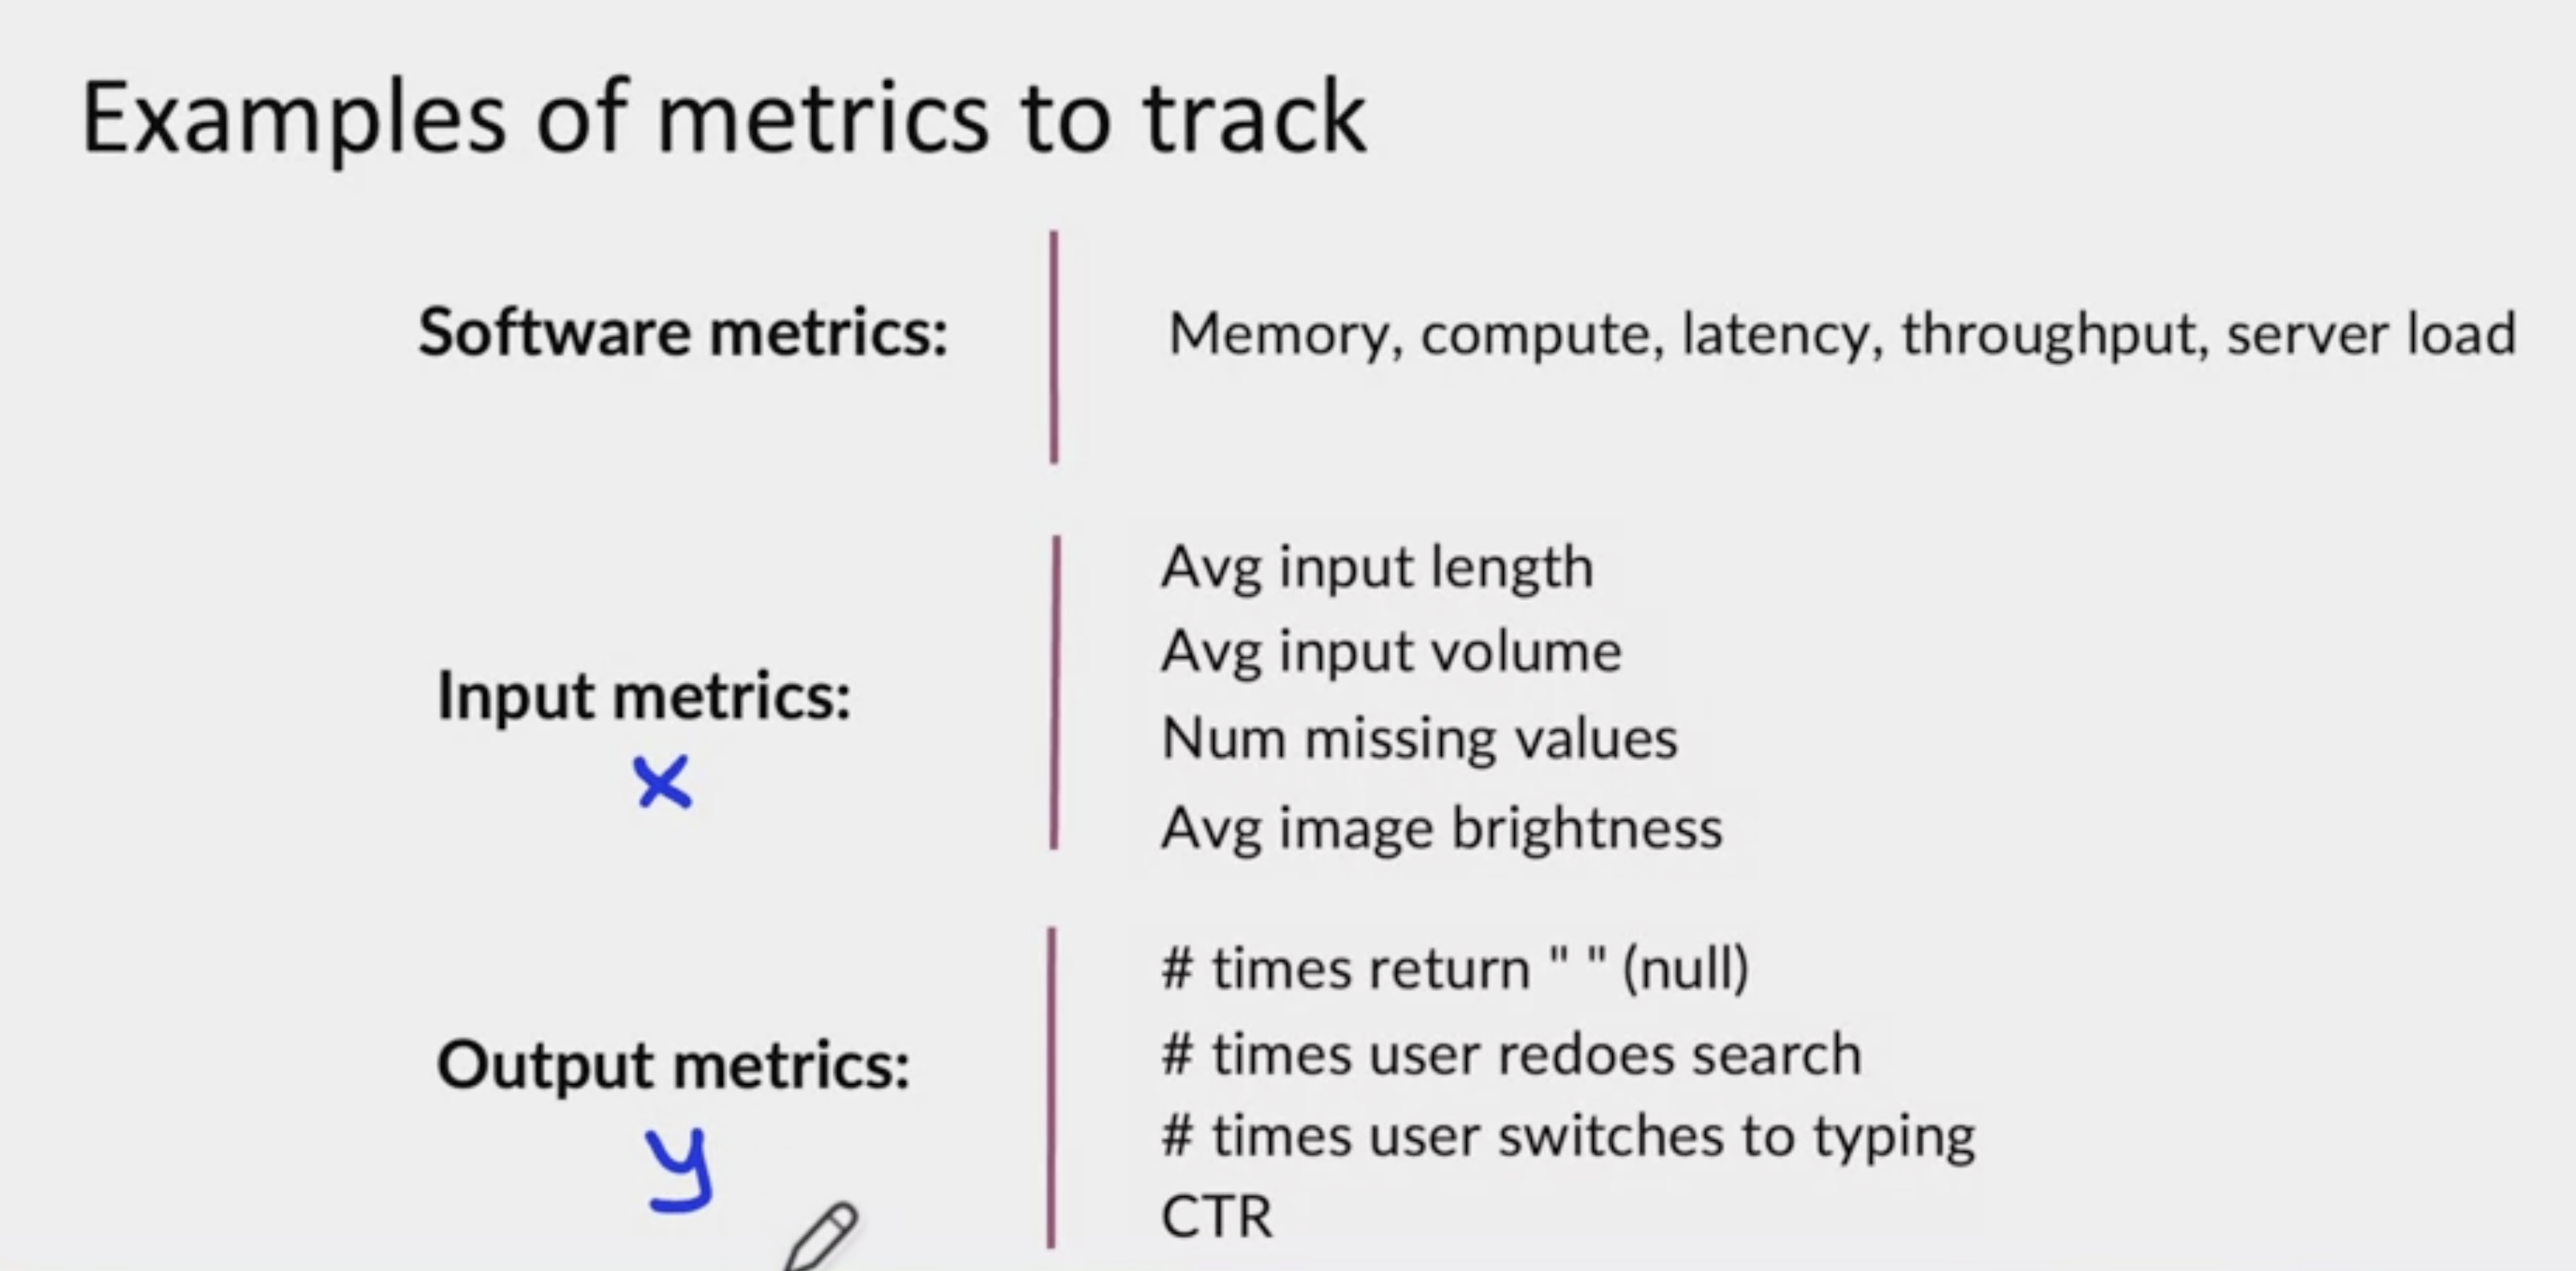 Examples of metrics to track
Software metrics:
Memory, compute, latency, throughput, server load
Input metrics:
x
Avg input length
Avg input volume
Num missing values
Avg image brightness
Output metrics:
y
# times return " " (null)
# times user redoes search
# times user switches to typing
CTR